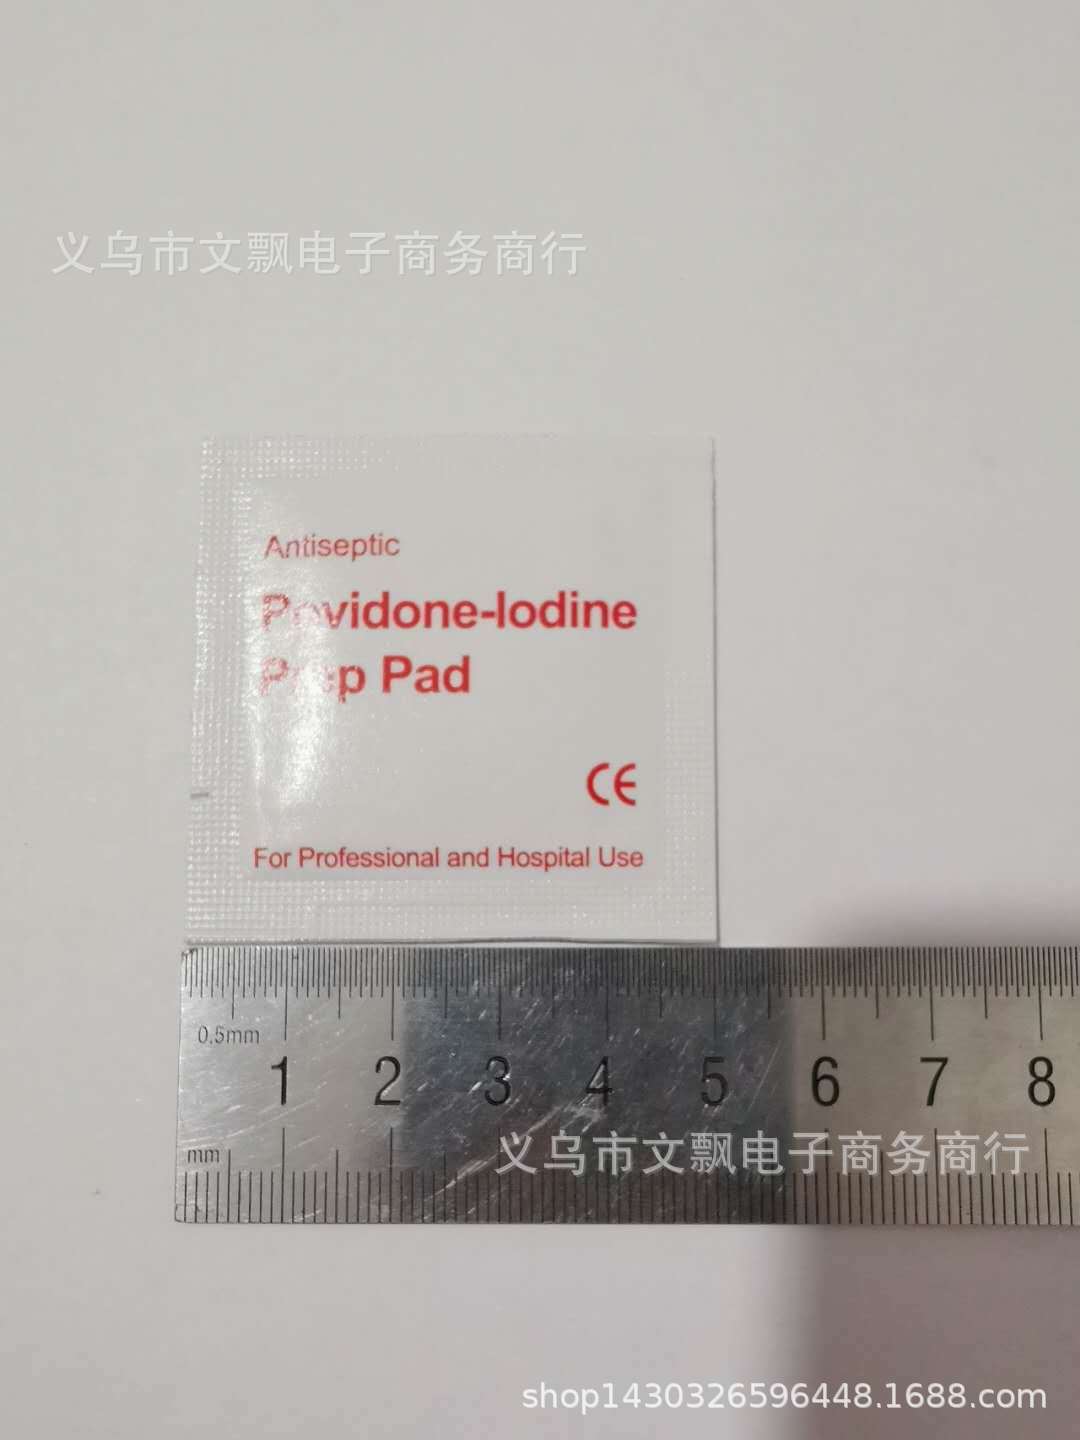 义乌市文飘电子商务商行
Antiseptic
Povidone-Iodine
Prep Pad
CE
For Professional and Hospital Use
0.5mm
1 2 3 4 5 6 7 8
mm
义乌市文飘电子商务商行
shop1430326596448.1688.com